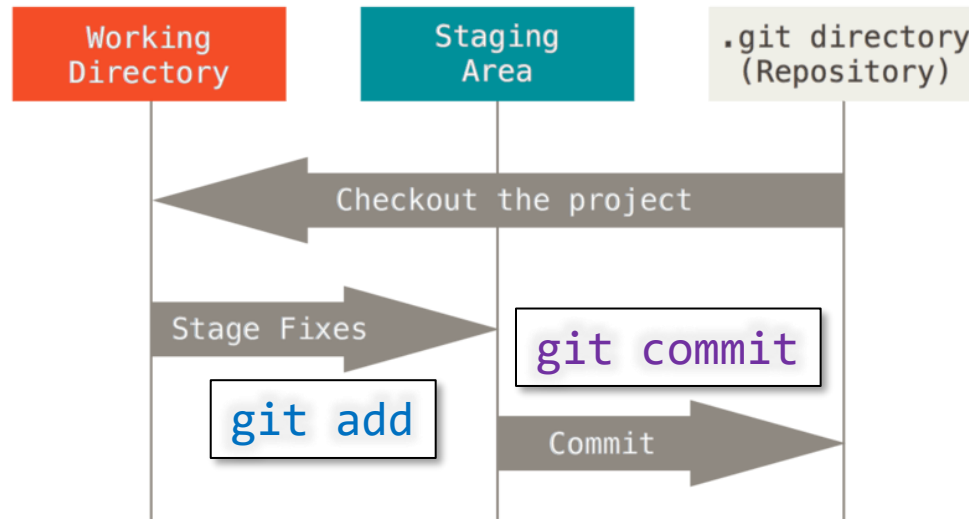 Working
Directory
Staging
Area
.git directory
(Repository)
Checkout the project
Stage Fixes
git commit
git add
Commit